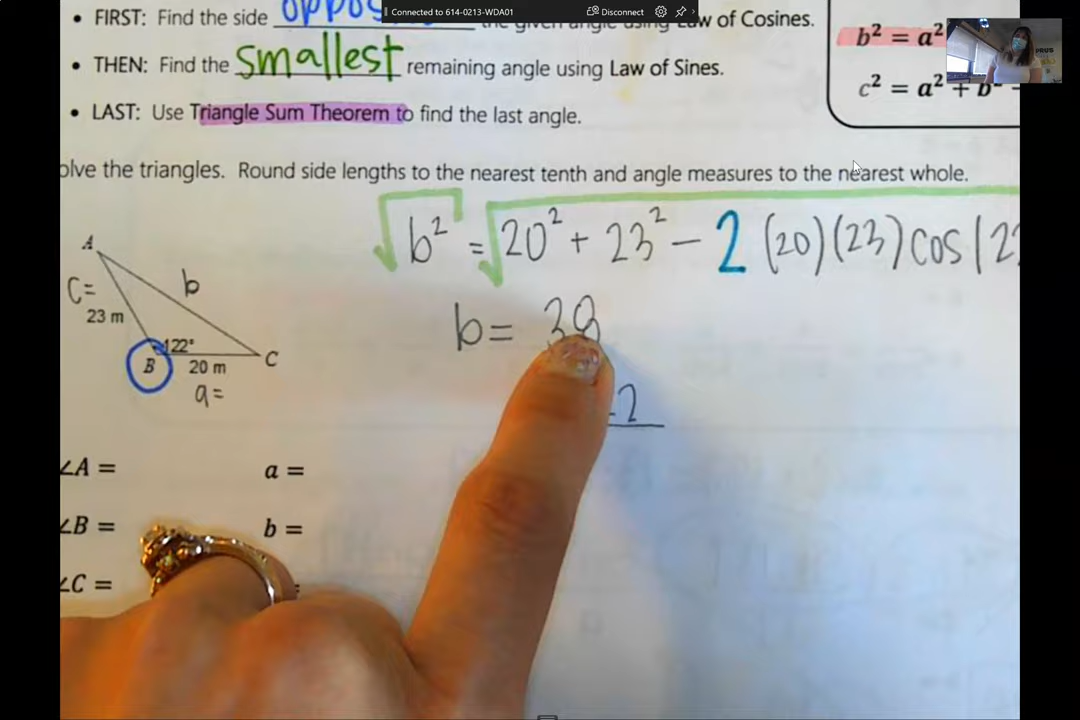 Connected to 614-0213-WDA01 Disconnect
• FIRST: Find the side oppos the given angle using Law of Cosines.
• THEN: Find the smallest remaining angle using Law of Sines.
• LAST: Use Triangle Sum Theorem to find the last angle.
b² = a²
c² = a² + b²
olve the triangles. Round side lengths to the nearest tenth and angle measures to the nearest whole.
√b² = √20² + 23² − 2 (20)(23) cos(12
b = 38
2
A
C=
b
23 m
122°
B
20 m
C
a=
∠A =
a =
∠B =
b =
∠C =